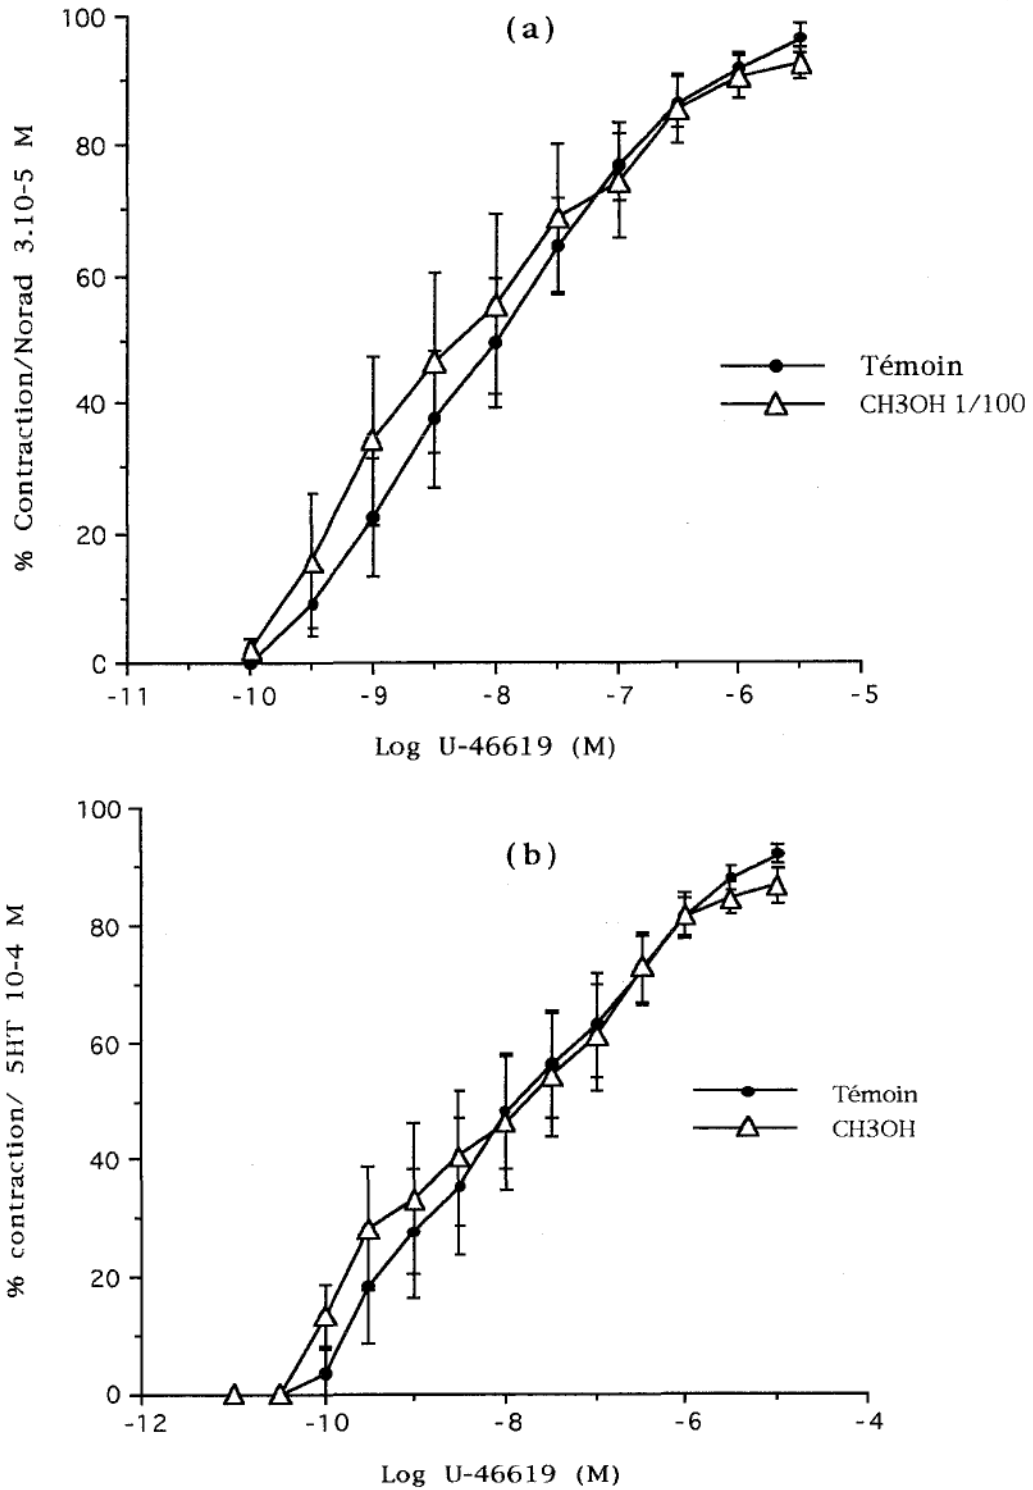 (a)
% Contraction/Norad 3.10-5 M
100
80
60
40
20
0
-11 -10 -9 -8 -7 -6 -5
Log U-46619 (M)
Témoin
CH3OH 1/100
(b)
% contraction/ 5HT 10-4 M
100
80
60
40
20
0
-12 -10 -8 -6 -4
Log U-46619 (M)
Témoin
CH3OH